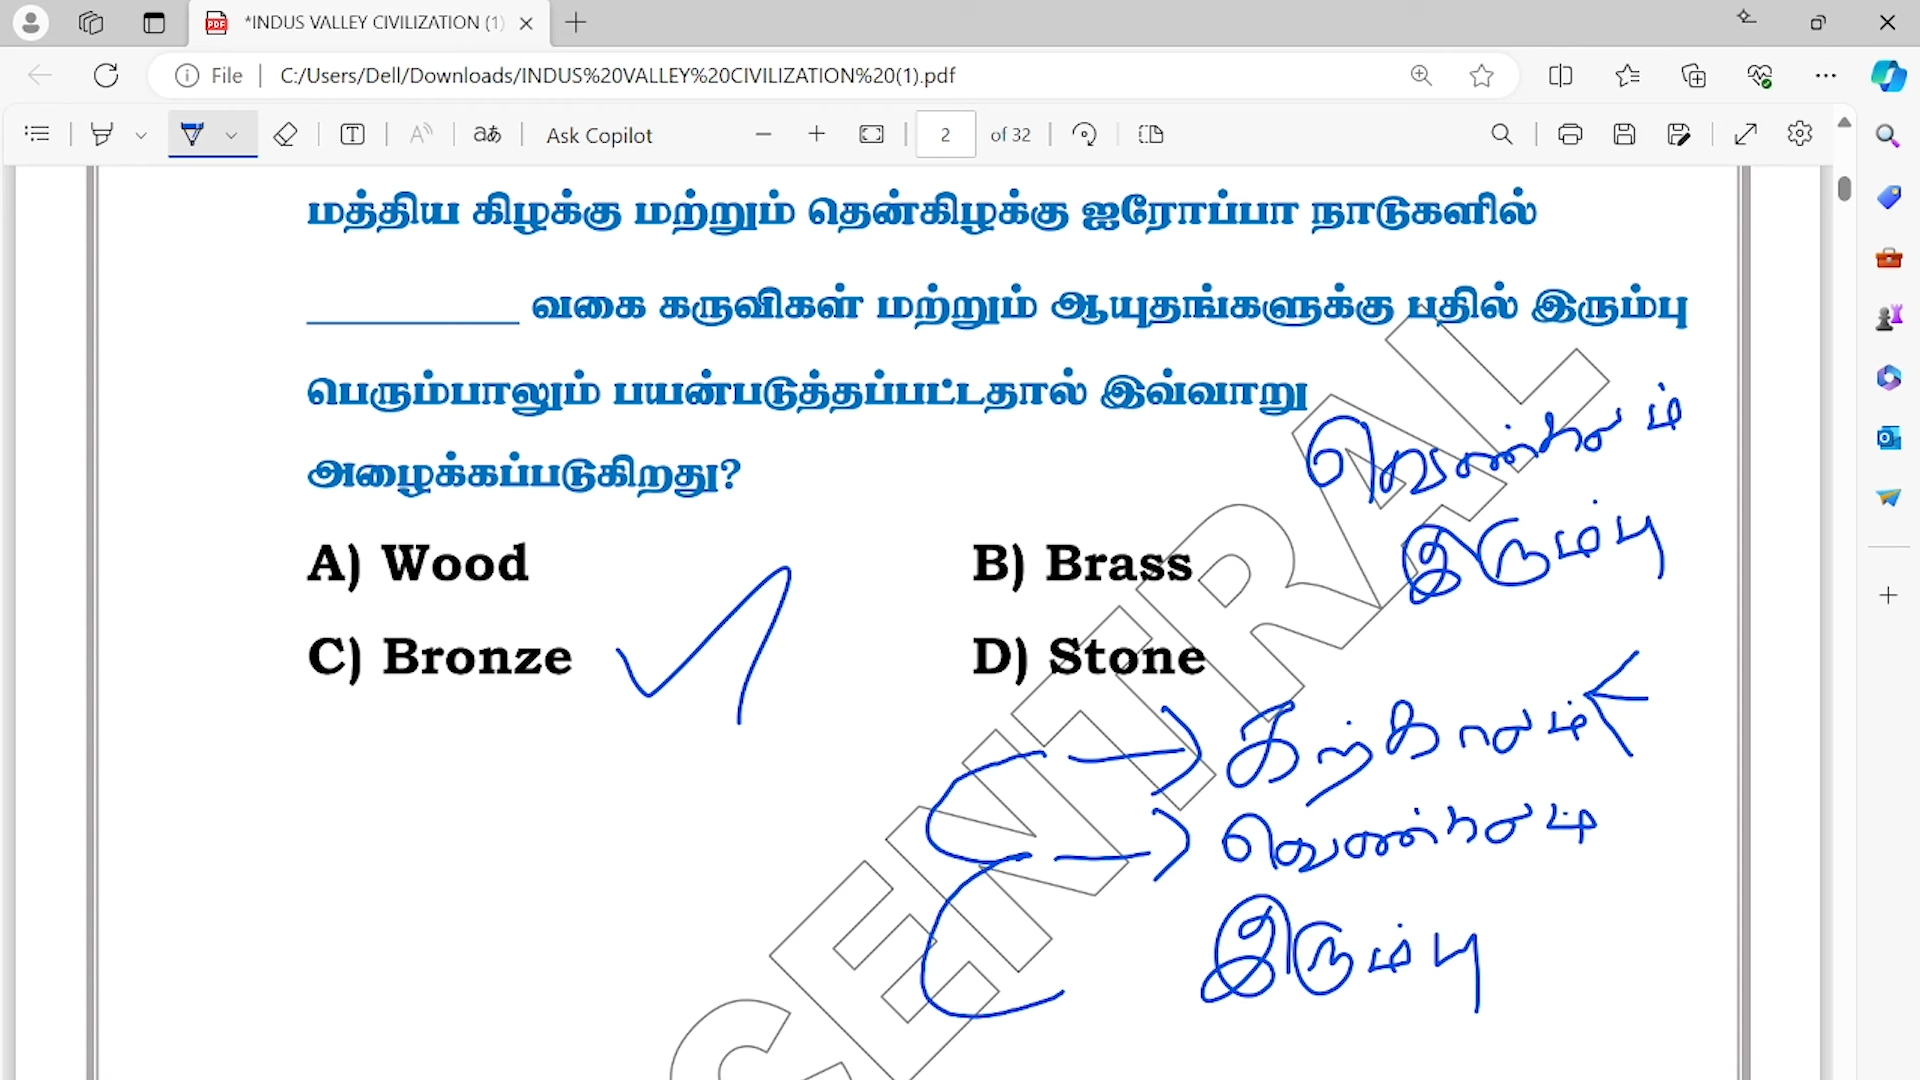 *INDUS VALLEY CIVILIZATION (1)
File
C:/Users/Dell/Downloads/INDUS%20VALLEY%20CIVILIZATION%20(1).pdf
Ask Copilot
2 of 32
மத்திய கிழக்கு மற்றும் தென்கிழக்கு ஐரோப்பா நாடுகளில்
__________ வகை கருவிகள் மற்றும் ஆயுதங்களுக்கு பதில் இரும்பு
பெரும்பாலும் பயன்படுத்தப்பட்டதால் இவ்வாறு
அழைக்கப்படுகிறது?
வெண்கலம்
இரும்பு
A) Wood B) Brass
C) Bronze D) Stone
கற்காலம்
வெண்கலம்
இரும்பு
CENTRAL